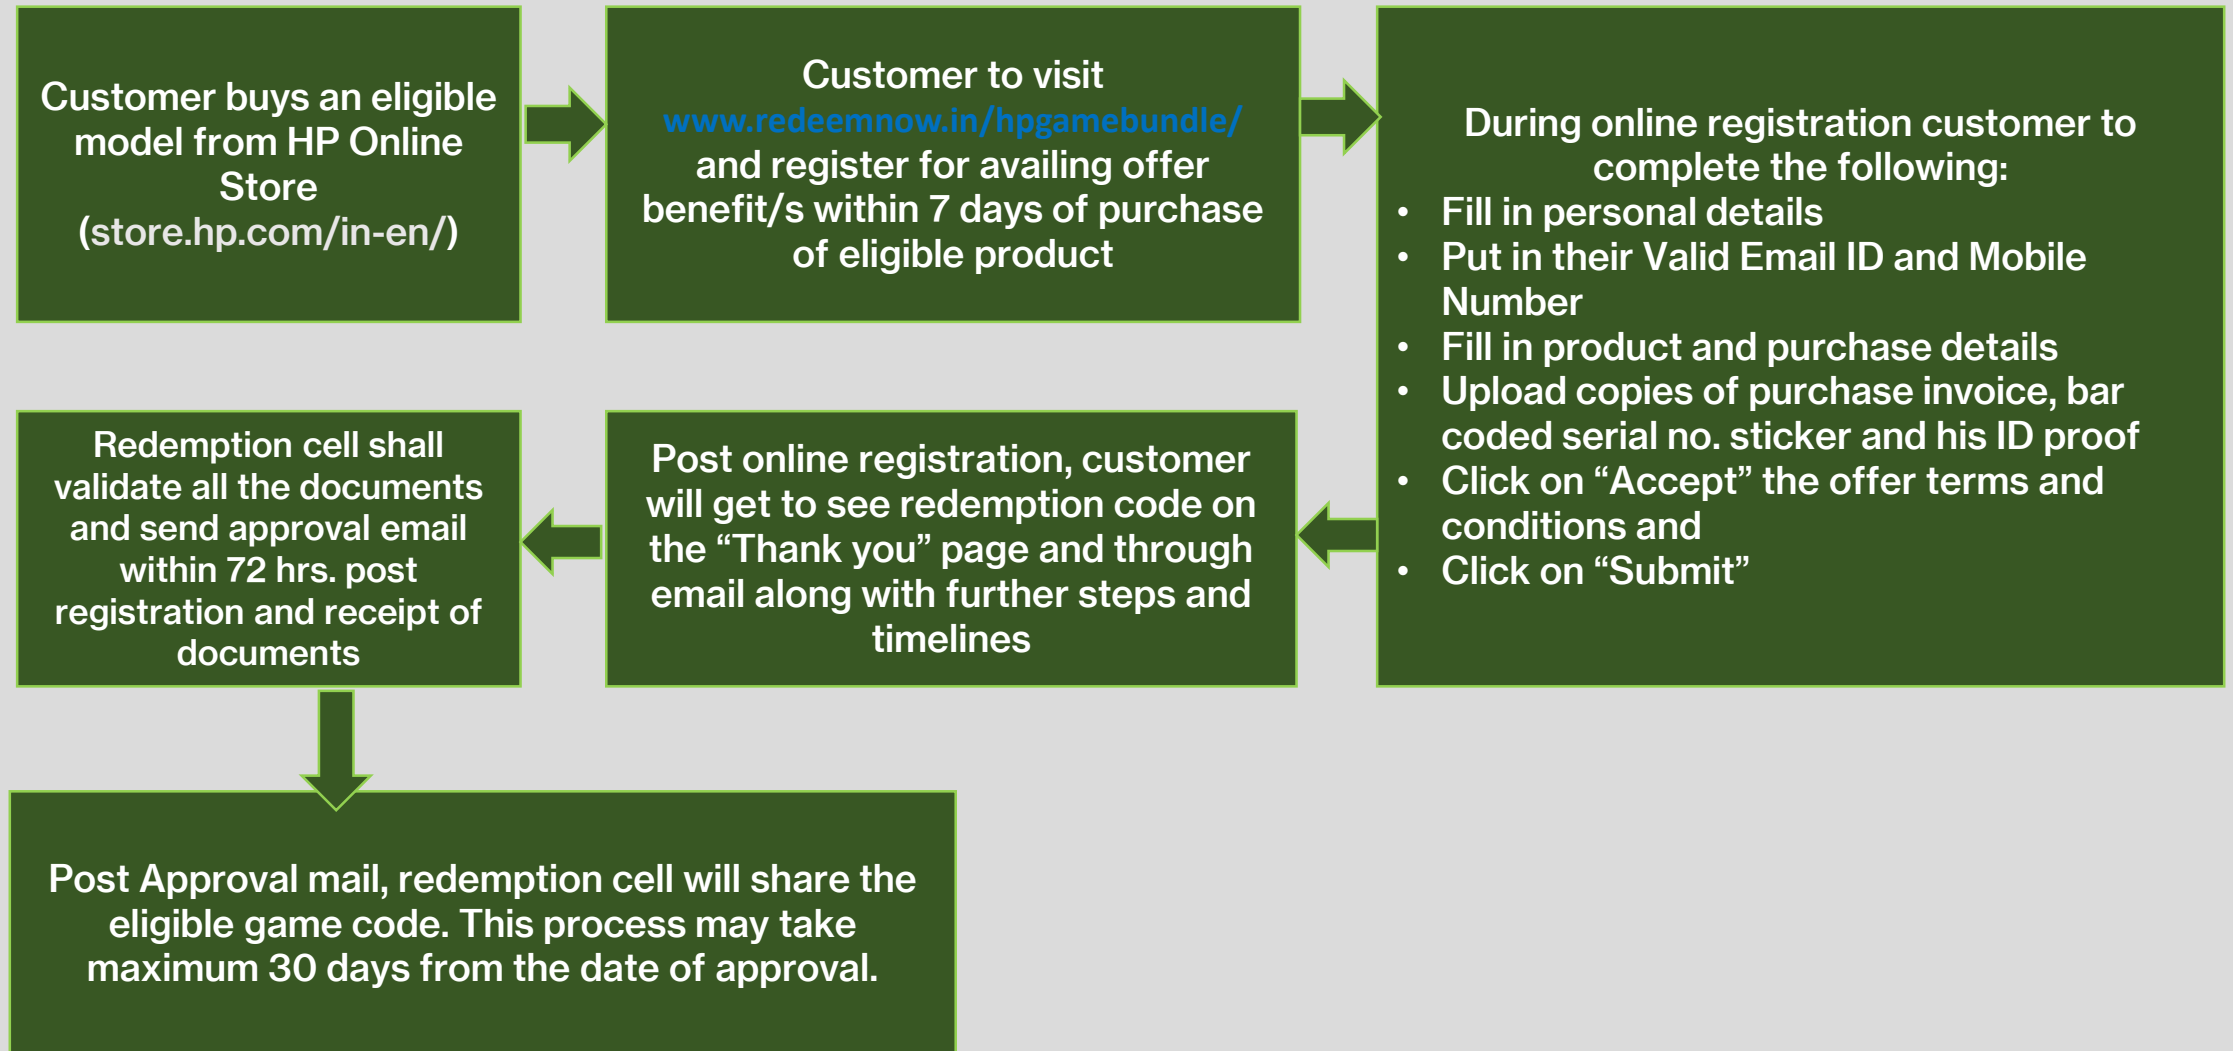 Customer buys an eligible
model from HP Online
Store
(store.hp.com/in-en/)
Customer to visit
www.redeemnow.in/hpgamebundle/
and register for availing offer
benefit/s within 7 days of purchase
of eligible product
During online registration customer to
complete the following:
• Fill in personal details
• Put in their Valid Email ID and Mobile
Number
• Fill in product and purchase details
• Upload copies of purchase invoice, bar
coded serial no. sticker and his ID proof
• Click on “Accept” the offer terms and
conditions and
• Click on “Submit”
Post online registration, customer
will get to see redemption code on
the “Thank you” page and through
email along with further steps and
timelines
Redemption cell shall
validate all the documents
and send approval email
within 72 hrs. post
registration and receipt of
documents
Post Approval mail, redemption cell will share the
eligible game code. This process may take
maximum 30 days from the date of approval.